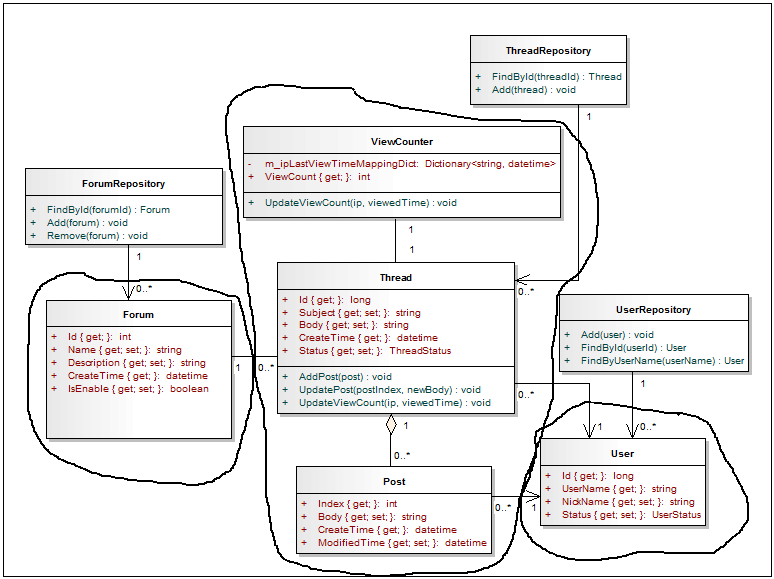 ThreadRepository
+ FindById(threadId) : Thread
+ Add(thread) : void
1
ViewCounter
- m_ipLastViewTimeMappingDict: Dictionary<string, datetime>
+ ViewCount { get; }: int
+ UpdateViewCount(ip, viewedTime) : void
ForumRepository
+ FindById(forumId) : Forum
+ Add(forum) : void
+ Remove(forum) : void
1
1
1
0..*
0..*
Thread
+ Id { get; }: long
+ Subject { get; set; }: string
+ Body { get; set; }: string
+ CreateTime { get; }: datetime
+ Status { get; set; }: ThreadStatus
+ AddPost(post) : void
+ UpdatePost(postIndex, newBody) : void
+ UpdateViewCount(ip, viewedTime) : void
Forum
+ Id { get; }: int
+ Name { get; set; }: string
+ Description { get; set; }: string
+ CreateTime { get; }: datetime
+ IsEnable { get; set; }: boolean
1
0..*
UserRepository
+ Add(user) : void
+ FindById(userId) : User
+ FindByUserName(userName) : User
1
0..*
1
0..*
1
0..*
User
+ Id { get; }: long
+ UserName { get; }: string
+ NickName { get; set; }: string
+ Status { get; set; }: UserStatus
Post
+ Index { get; }: int
+ Body { get; set; }: string
+ CreateTime { get; }: datetime
+ ModifiedTime { get; set; }: datetime
0..*
1